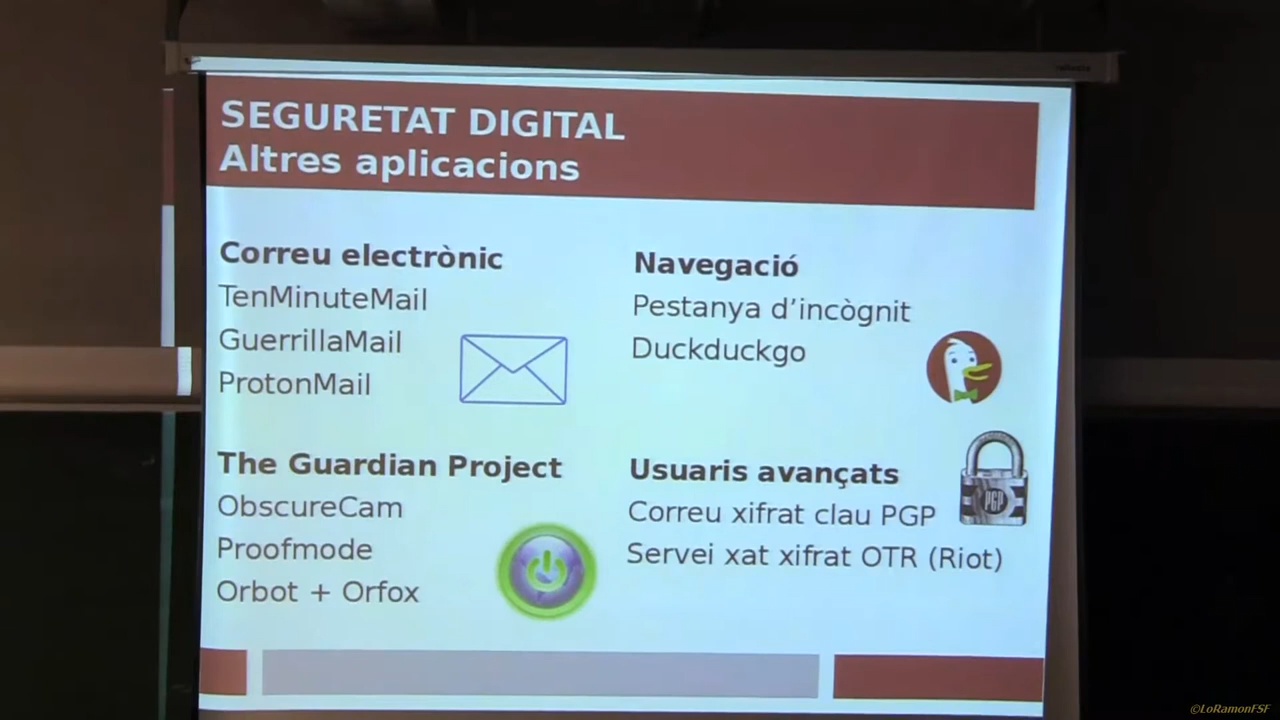 SEGURETAT DIGITAL
Altres aplicacions
Correu electrònic
TenMinuteMail
GuerrillaMail
ProtonMail
Navegació
Pestanya d’incògnit
Duckduckgo
The Guardian Project
ObscureCam
Proofmode
Orbot + Orfox
Usuaris avançats
Correu xifrat clau PGP
Servei xat xifrat OTR (Riot)
PGP
©LoRamonFSF